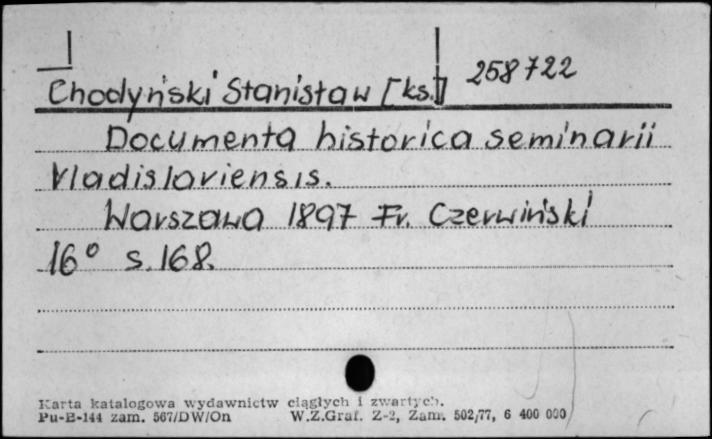 Chodyński Stanisław [ks.] 258722
Documenta historica seminarii
Vladislaviensis.
Warszawa 1897 Fr. Czerwiński
16° s. 168.
Karta katalogowa wydawnictw ciągłych i zwartych.
Pu-B-144 zam. 567/DW/On W.Z.Graf. Z-2, Zam. 502/77, 6 400 000